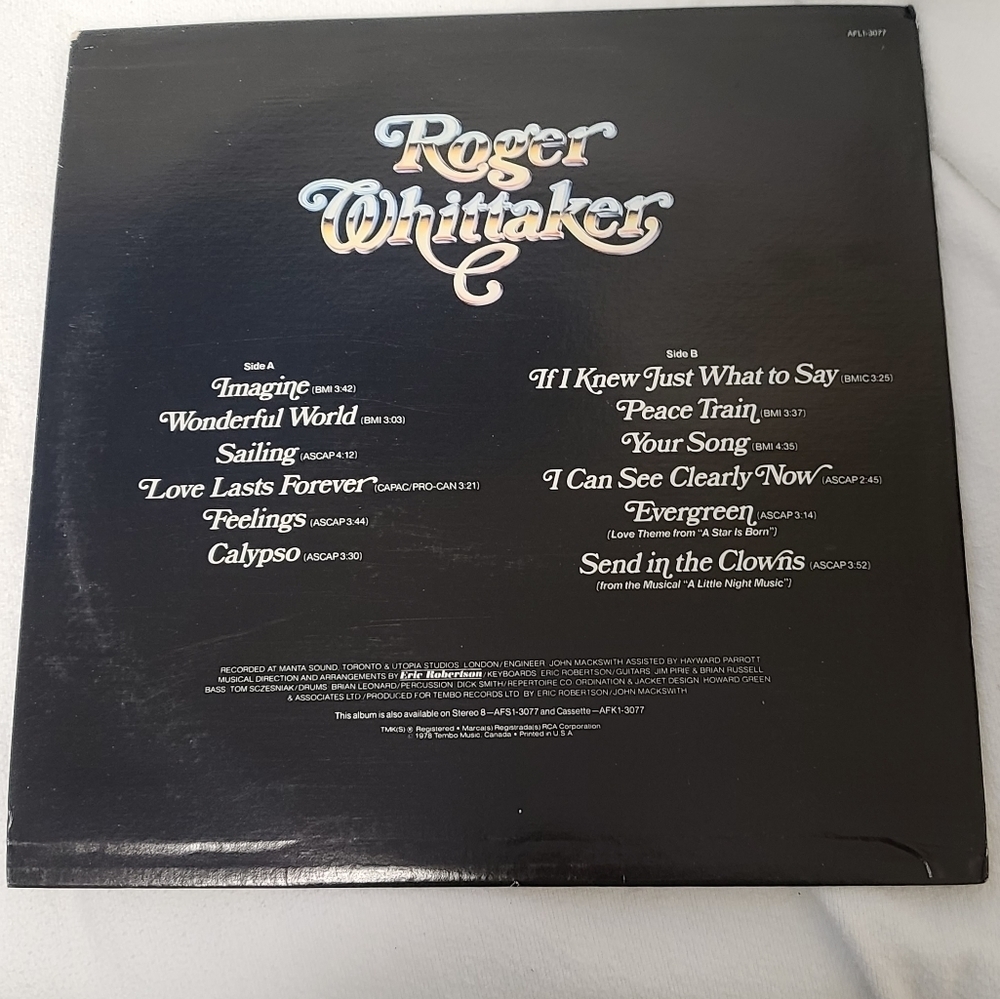 AFL1-3077
Roger
Whittaker
Side A
Imagine (BMI 3:42)
Wonderful World (BMI 3:03)
Sailing (ASCAP 4:12)
Love Lasts Forever (CAPAC/PRO-CAN 3:21)
Feelings (ASCAP 3:44)
Calypso (ASCAP 3:30)
Side B
If I Knew Just What to Say (BMIC 3:25)
Peace Train (BMI 3:37)
Your Song (BMI 4:35)
I Can See Clearly Now (ASCAP 2:45)
Evergreen (ASCAP 3:14)
(Love Theme from "A Star Is Born")
Send in the Clowns (ASCAP 3:52)
(from the Musical "A Little Night Music")
RECORDED AT MANTA SOUND, TORONTO & UTOPIA STUDIOS, LONDON/ENGINEER: JOHN MACKSWITH ASSISTED BY HAYWARD PARROTT
MUSICAL DIRECTION AND ARRANGEMENTS BY Eric Robertson/KEYBOARDS: ERIC ROBERTSON/GUITARS: JIM PIRIE & BRIAN RUSSELL
BASS: TOM SCZESNIAK/DRUMS: BRIAN LEONARD/PERCUSSION: DICK SMITH/REPERTOIRE CO. ORDINATION & JACKET DESIGN: HOWARD GREEN
& ASSOCIATES LTD./PRODUCED FOR TEMBO RECORDS LTD. BY ERIC ROBERTSON/JOHN MACKSWITH
This album is also available on Stereo 8—AFS1-3077 and Cassette—AFK1-3077
TMK(S) ® Registered • Marca(s) Registrada(s) RCA Corporation
© 1978 Tembo Music, Canada • Printed in U.S.A.